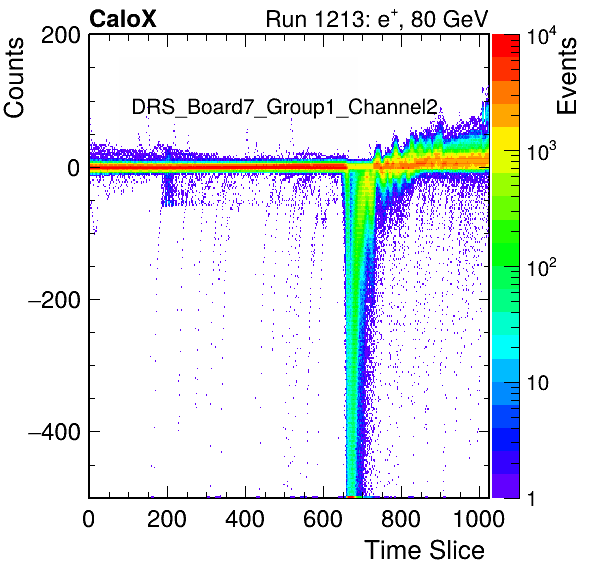 CaloX Run 1213: e+, 80 GeV
DRS_Board7_Group1_Channel2
Counts
200
0
−200
−400
0 200 400 600 800 1000
Time Slice
Events
10^4
10^3
10^2
10
1